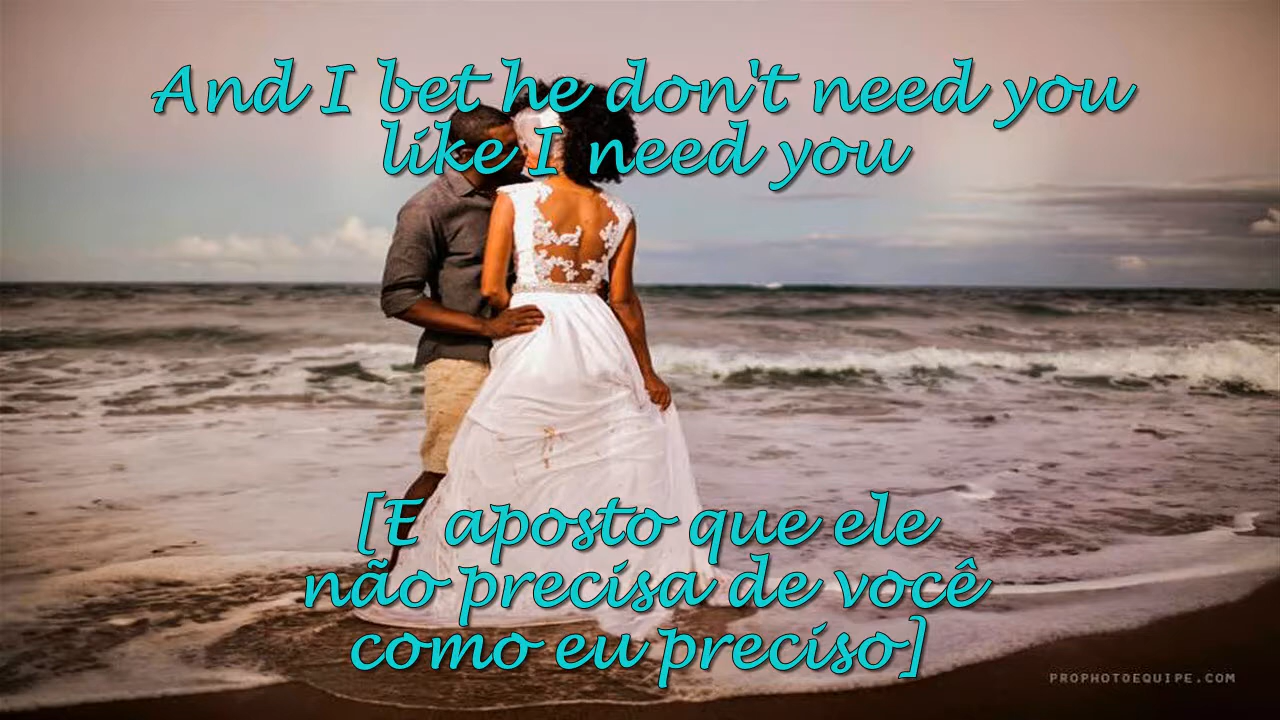 And I bet he don't need you
like I need you
[E aposto que ele
não precisa de você
como eu preciso]
PROPHOTOEQUIPE.COM